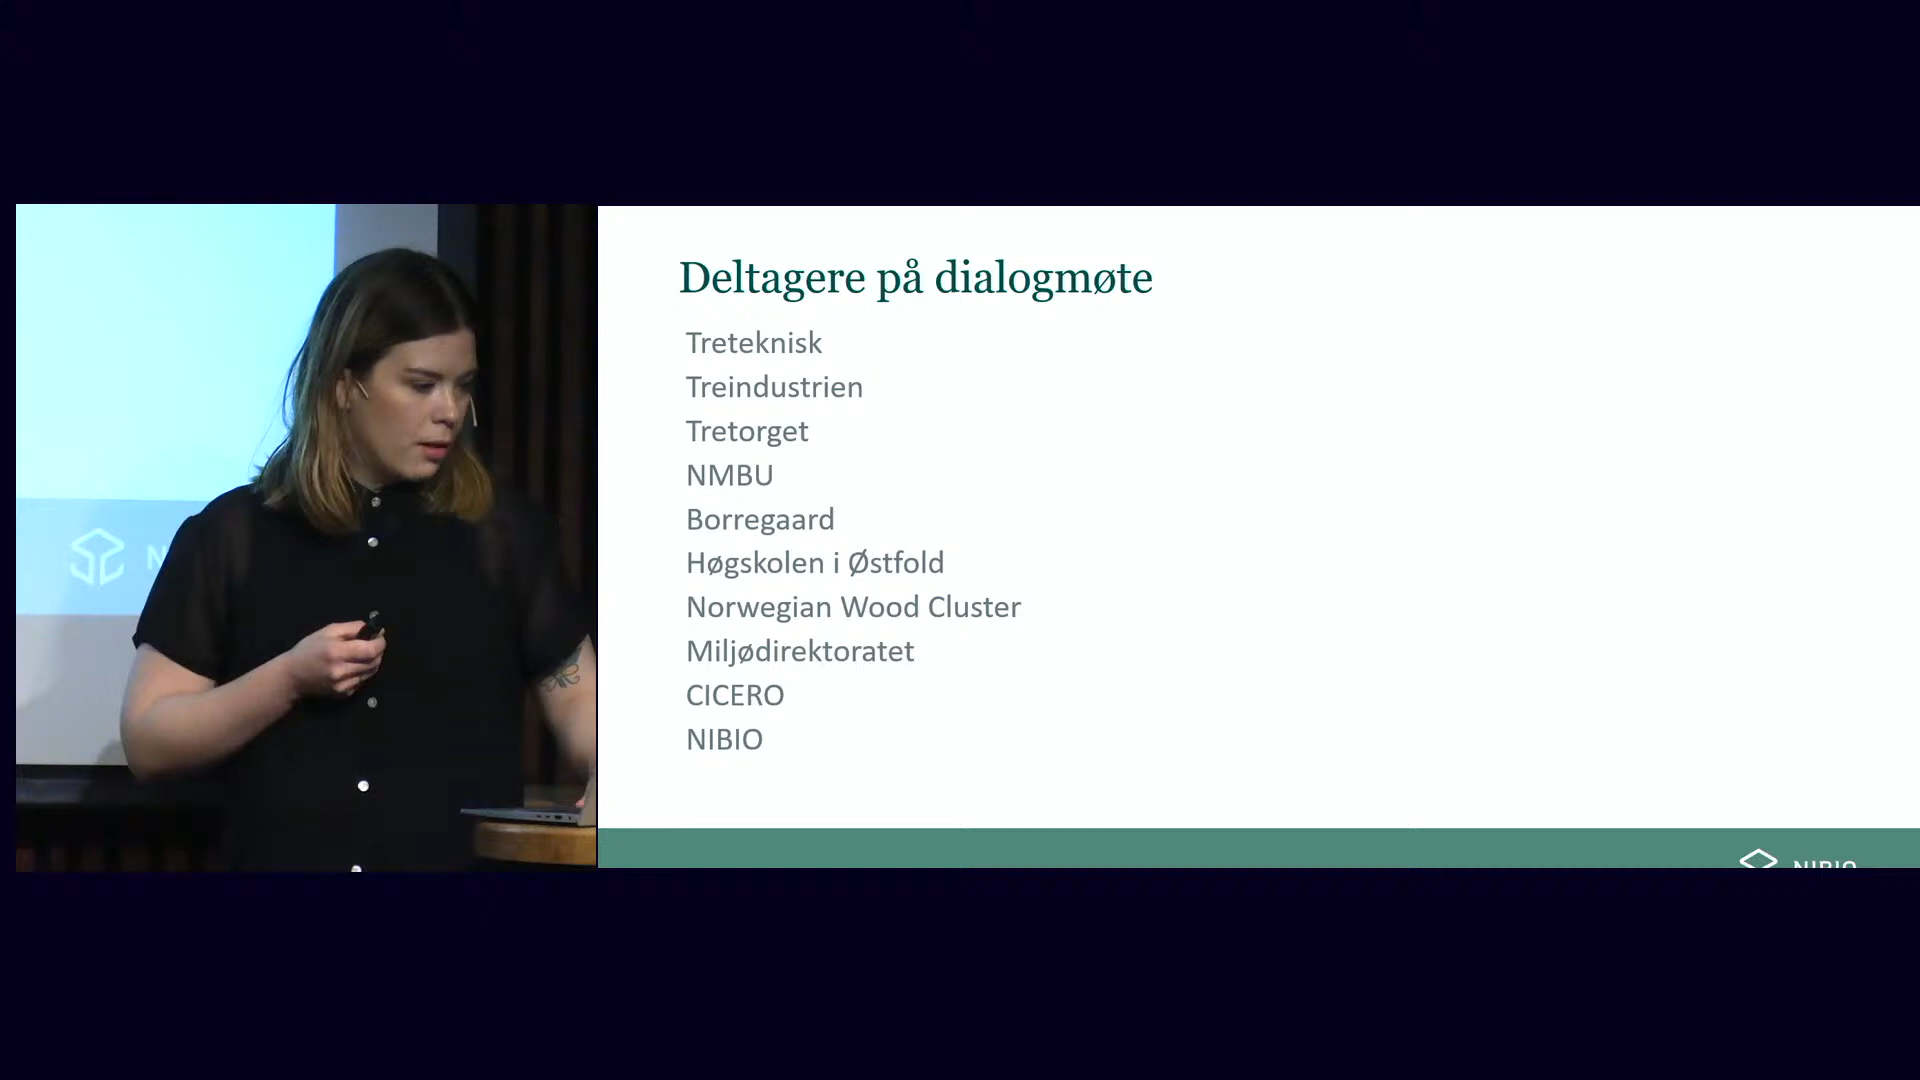 Deltagere på dialogmøte
Treteknisk
Treindustrien
Tretorget
NMBU
Borregaard
Høgskolen i Østfold
Norwegian Wood Cluster
Miljødirektoratet
CICERO
NIBIO
NIBIO